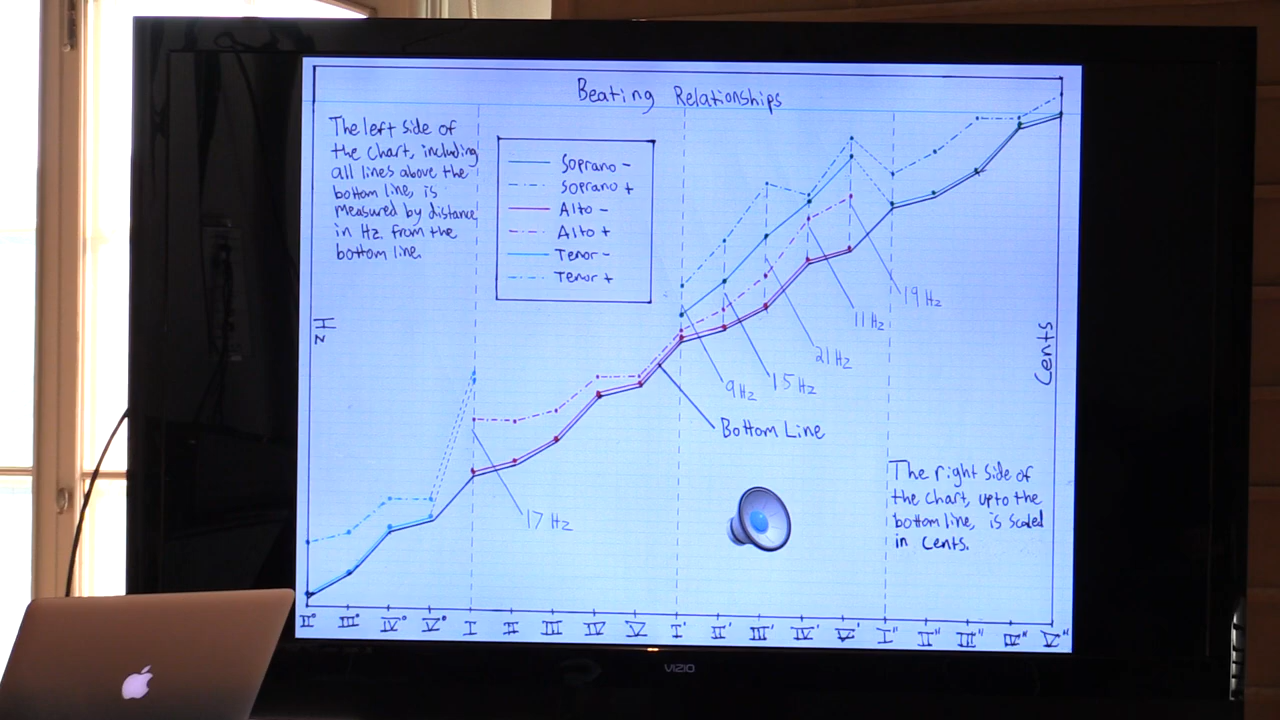 Beating Relationships
The left side of
the chart, including
all lines above the
bottom line, is
measured by distance
in Hz. from the
bottom line.
Soprano -
Soprano +
Alto -
Alto +
Tenor -
Tenor +
Hz
Cents
19 Hz
11 Hz
21 Hz
15 Hz
9 Hz
Bottom Line
17 Hz
The right side of
the chart, upto the
bottom line, is scaled
in Cents.
II° III° IV° V° I II III IV V I' II' III' IV' V' I" II" III" IV" V"
VIZIO